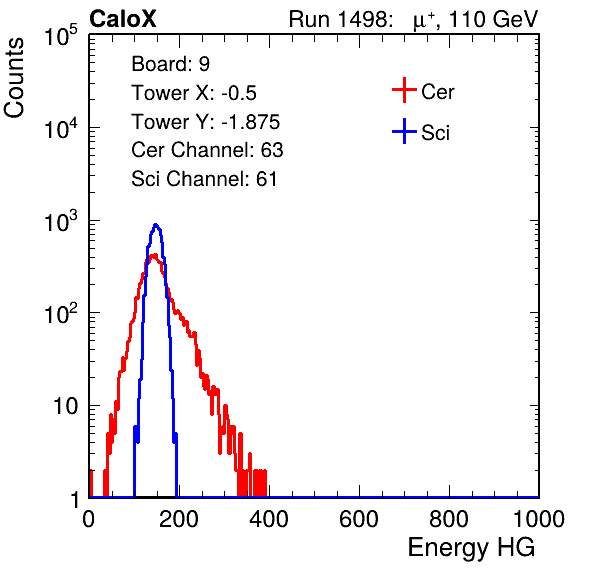 CaloX Run 1498: μ⁺, 110 GeV
Counts
10⁵
10⁴
10³
10²
10
1
Board: 9
Tower X: -0.5
Tower Y: -1.875
Cer Channel: 63
Sci Channel: 61
Cer
Sci
0 200 400 600 800 1000
Energy HG